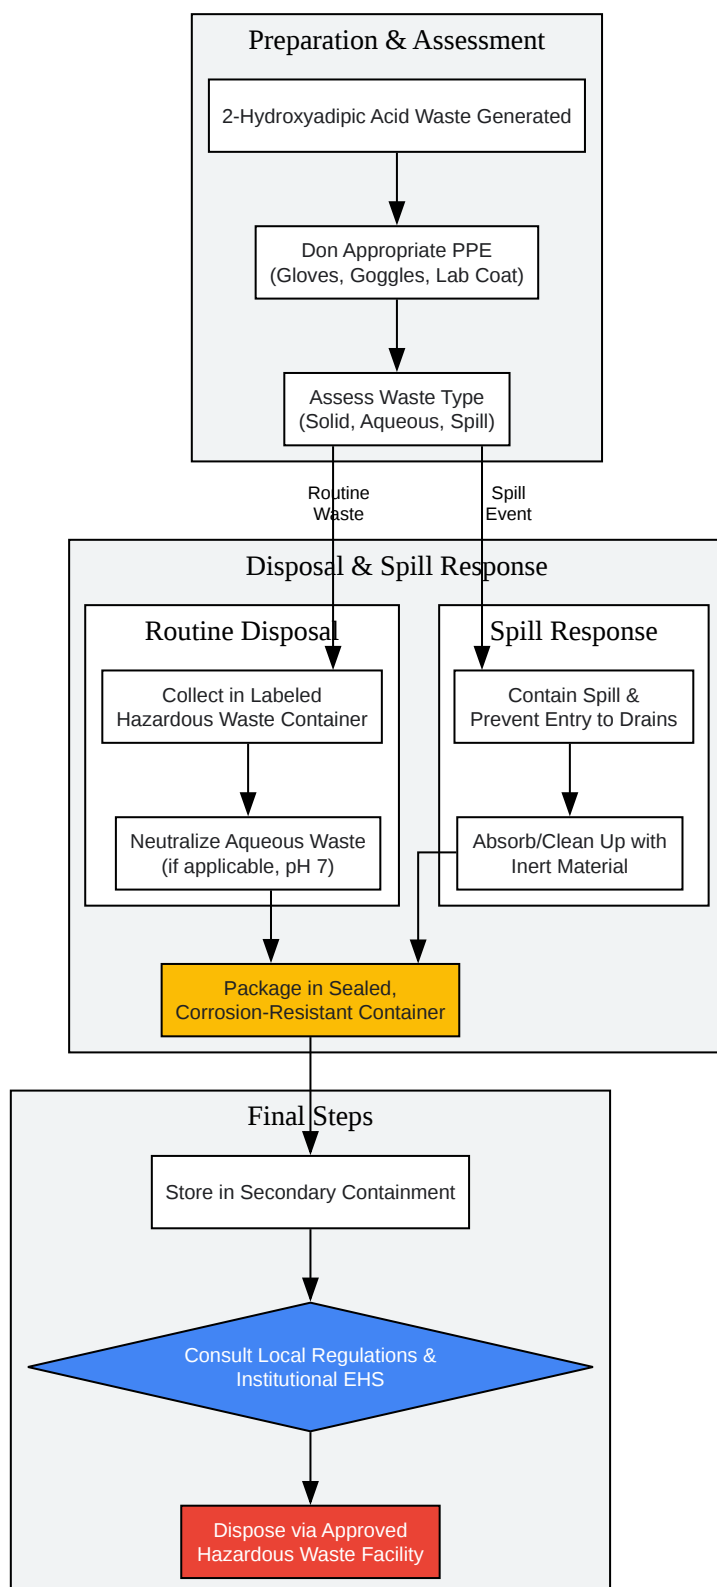 Preparation & Assessment
2-Hydroxyadipic Acid Waste Generated
Don Appropriate PPE
(Gloves, Goggles, Lab Coat)
Assess Waste Type
(Solid, Aqueous, Spill)
Routine
Waste
Spill
Event
Disposal & Spill Response
Routine Disposal
Collect in Labeled
Hazardous Waste Container
Neutralize Aqueous Waste
(if applicable, pH 7)
Spill Response
Contain Spill &
Prevent Entry to Drains
Absorb/Clean Up with
Inert Material
Package in Sealed,
Corrosion-Resistant Container
Final Steps
Store in Secondary Containment
Consult Local Regulations &
Institutional EHS
Dispose via Approved
Hazardous Waste Facility